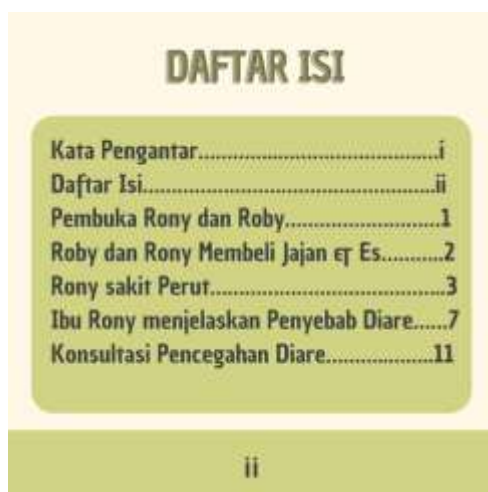 DAFTAR ISI
Kata Pengantar..........................................i
Daftar Isi...................................................ii
Pembuka Rony dan Roby...........................1
Roby dan Rony Membeli Jajan & Es...........2
Rony sakit Perut.........................................3
Ibu Rony menjelaskan Penyebab Diare......7
Konsultasi Pencegahan Diare...................11
ii